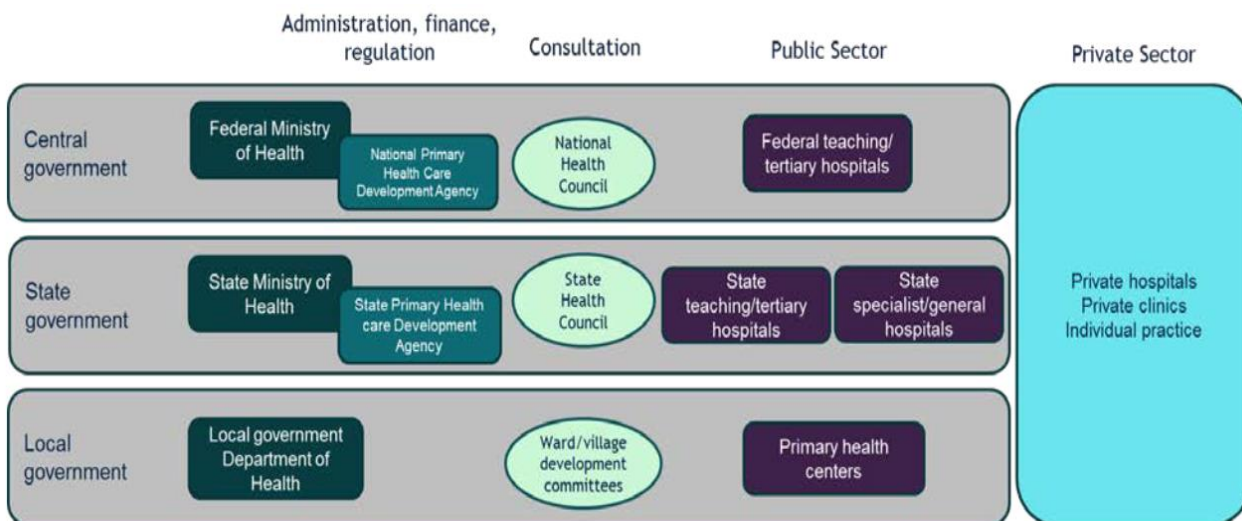 Administration, finance,
regulation
Consultation
Public Sector
Private Sector
Central
government
Federal Ministry
of Health
National Primary
Health Care
Development Agency
National
Health
Council
Federal teaching/
tertiary hospitals
State
government
State Ministry of
Health
State Primary Health
care Development
Agency
State
Health
Council
State
teaching/tertiary
hospitals
State
specialist/general
hospitals
Local
government
Local government
Department of
Health
Ward/village
development
committees
Primary health
centers
Private hospitals
Private clinics
Individual practice